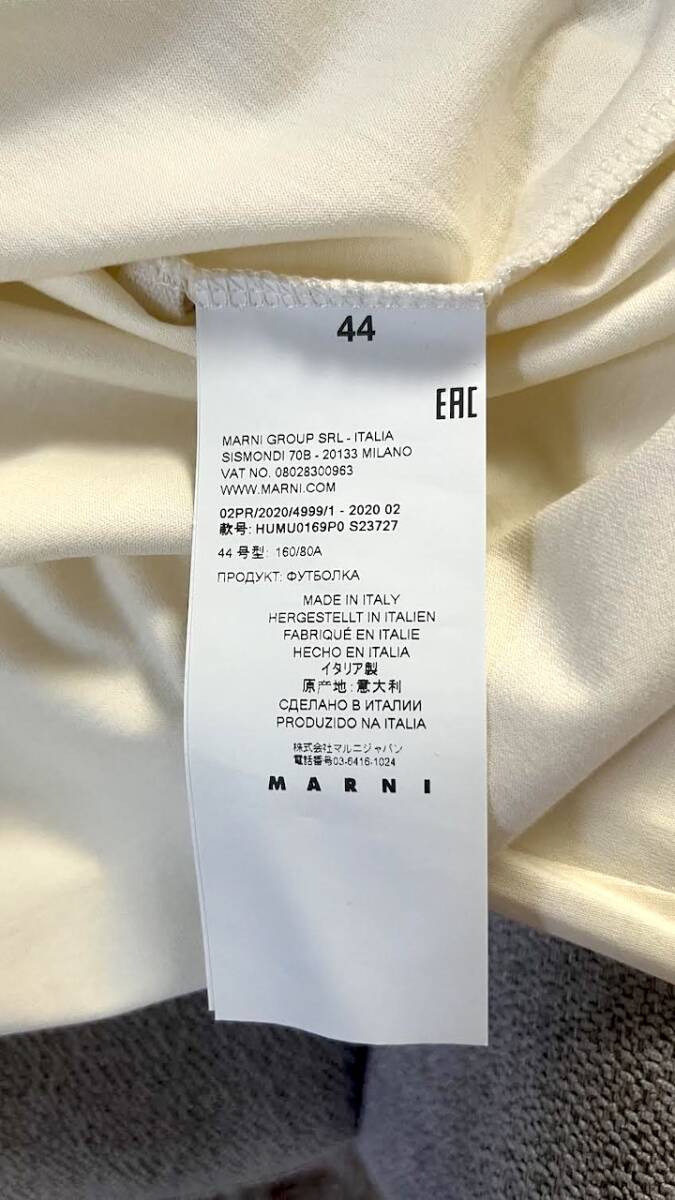 44
EAC
MARNI GROUP SRL - ITALIA
SISMONDI 70B - 20133 MILANO
VAT NO. 08028300963
WWW.MARNI.COM
02PR/2020/4999/1 - 2020 02
款号: HUMU0169P0 S23727
44 号型: 160/80A
ПРОДУКТ: ФУТБОЛКА
MADE IN ITALY
HERGESTELLT IN ITALIEN
FABRIQUÉ EN ITALIE
HECHO EN ITALIA
イタリア製
原产地:意大利
СДЕЛАНО В ИТАЛИИ
PRODUZIDO NA ITALIA
株式会社マルニジャパン
電話番号03-6416-1024
MARNI